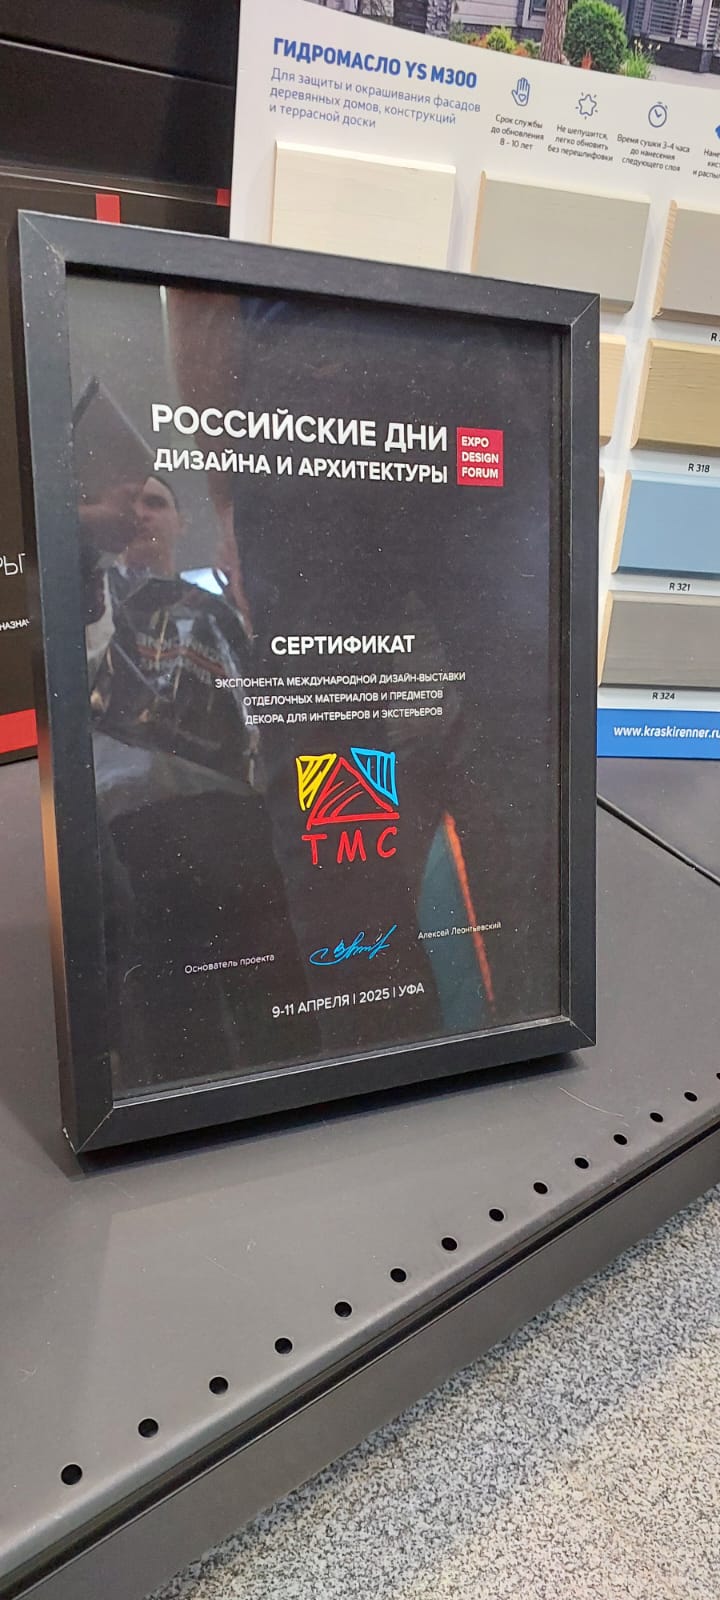 ГИДРОМАСЛО YS M300
Для защиты и окрашивания фасадов
деревянных домов, конструкций
и террасной доски
Срок службы
до обновления
8 - 10 лет
Не шелушится,
легко обновить
без перешлифовки
Время сушки 3-4 часа
до нанесения
следующего слоя
R 318
R 321
R 324
www.kraskirenner.ru
РОССИЙСКИЕ ДНИ
ДИЗАЙНА И АРХИТЕКТУРЫ
EXPO
DESIGN
FORUM
СЕРТИФИКАТ
ЭКСПОНЕНТА МЕЖДУНАРОДНОЙ ДИЗАЙН-ВЫСТАВКИ
ОТДЕЛОЧНЫХ МАТЕРИАЛОВ И ПРЕДМЕТОВ
ДЕКОРА ДЛЯ ИНТЕРЬЕРОВ И ЭКСТЕРЬЕРОВ
ТМС
Основатель проекта
Алексей Леонтьевский
9-11 АПРЕЛЯ | 2025 | УФА